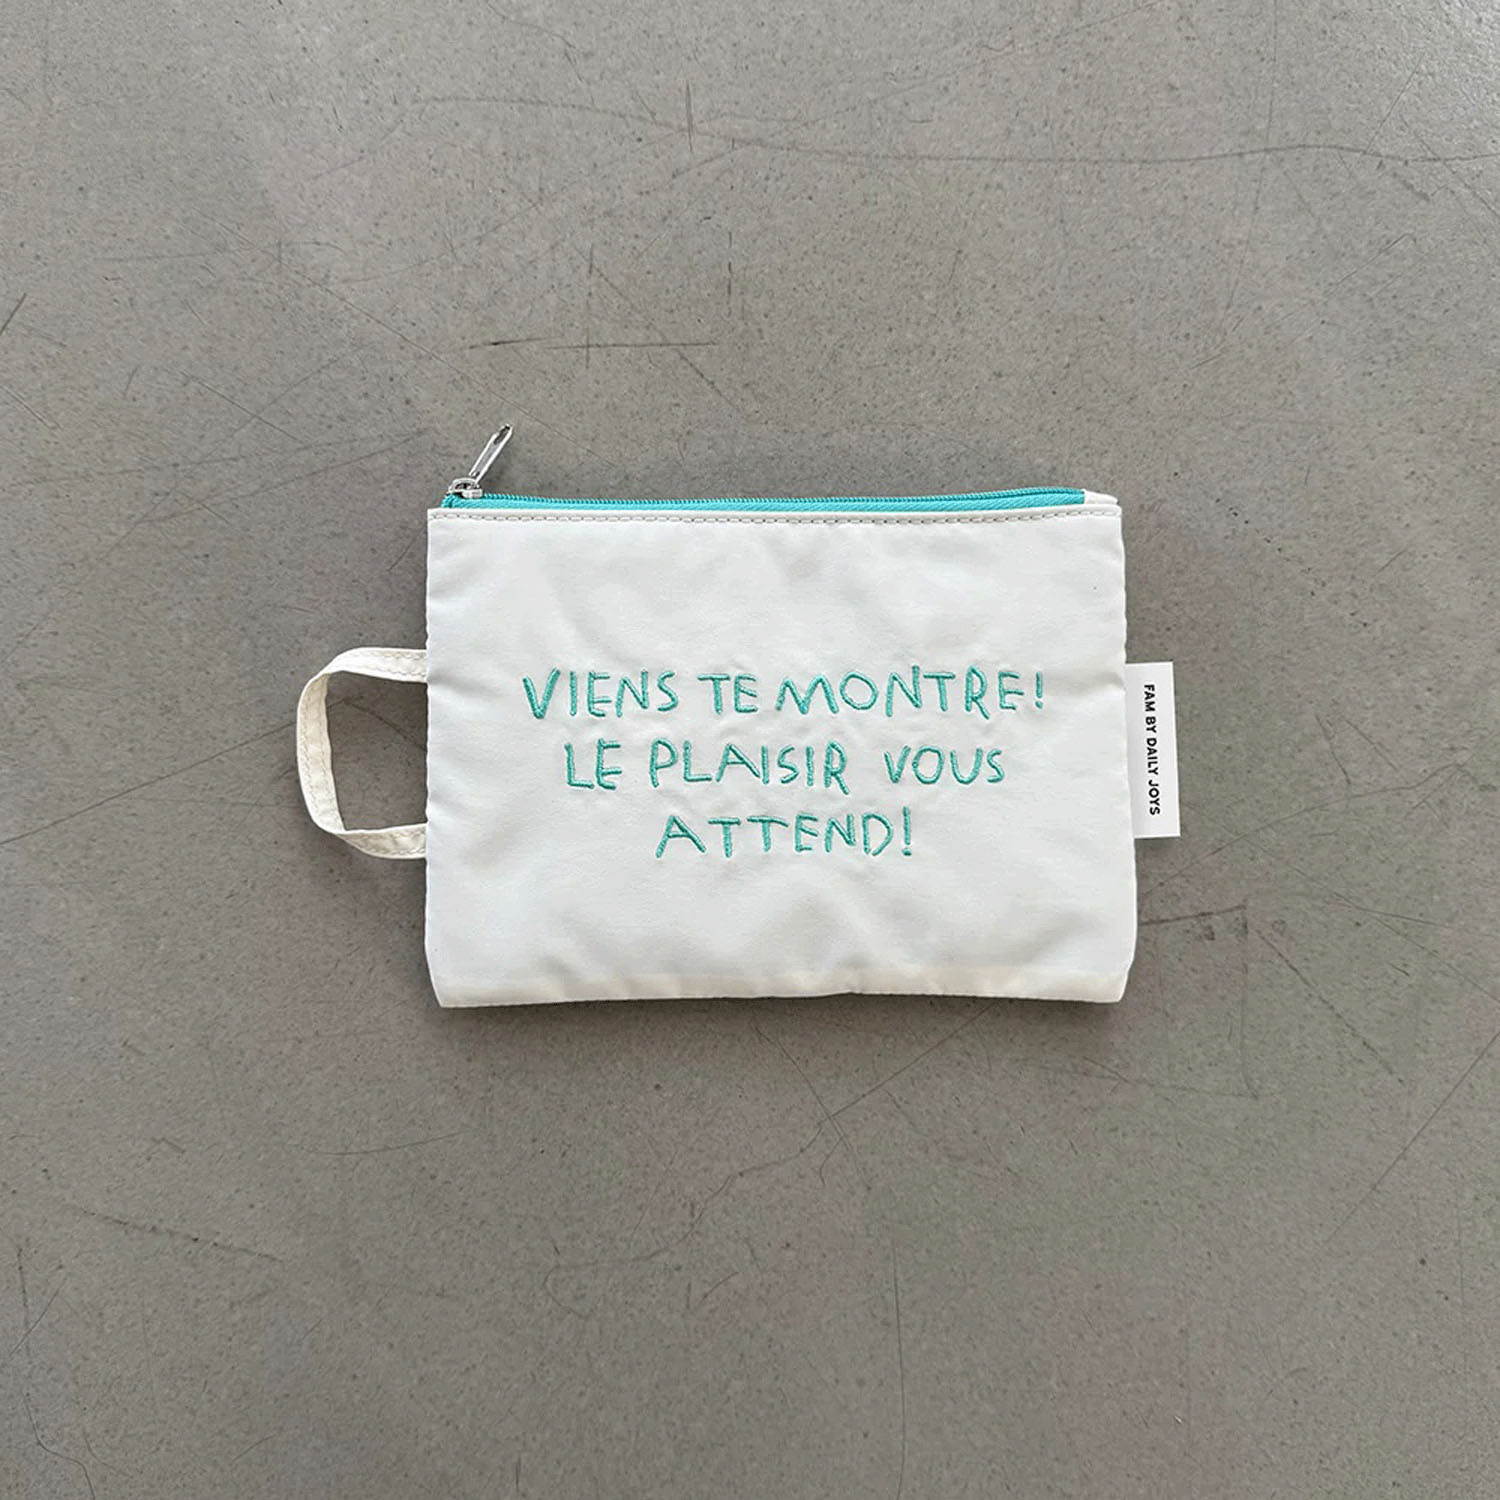 VIENS TE MONTRE!
LE PLAISIR VOUS
ATTEND!
FAM BY DAILY JOYS